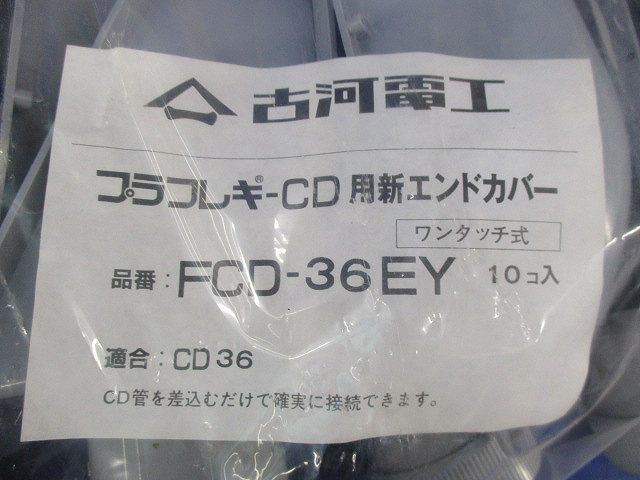 古河電工
プラフレキ®-CD用新エンドカバー
ワンタッチ式
品番:FCD-36EY 10コ入
適合:CD36
CD管を差込むだけで確実に接続できます。